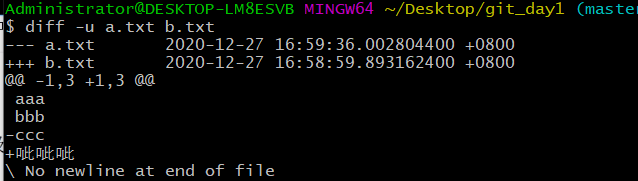 Administrator@DESKTOP-LM8ESVB MINGW64 ~/Desktop/git_day1 (master
$ diff -u a.txt b.txt
--- a.txt       2020-12-27 16:59:36.002804400 +0800
+++ b.txt       2020-12-27 16:58:59.893162400 +0800
@@ -1,3 +1,3 @@
 aaa
 bbb
-ccc
+呲呲呲
\ No newline at end of file